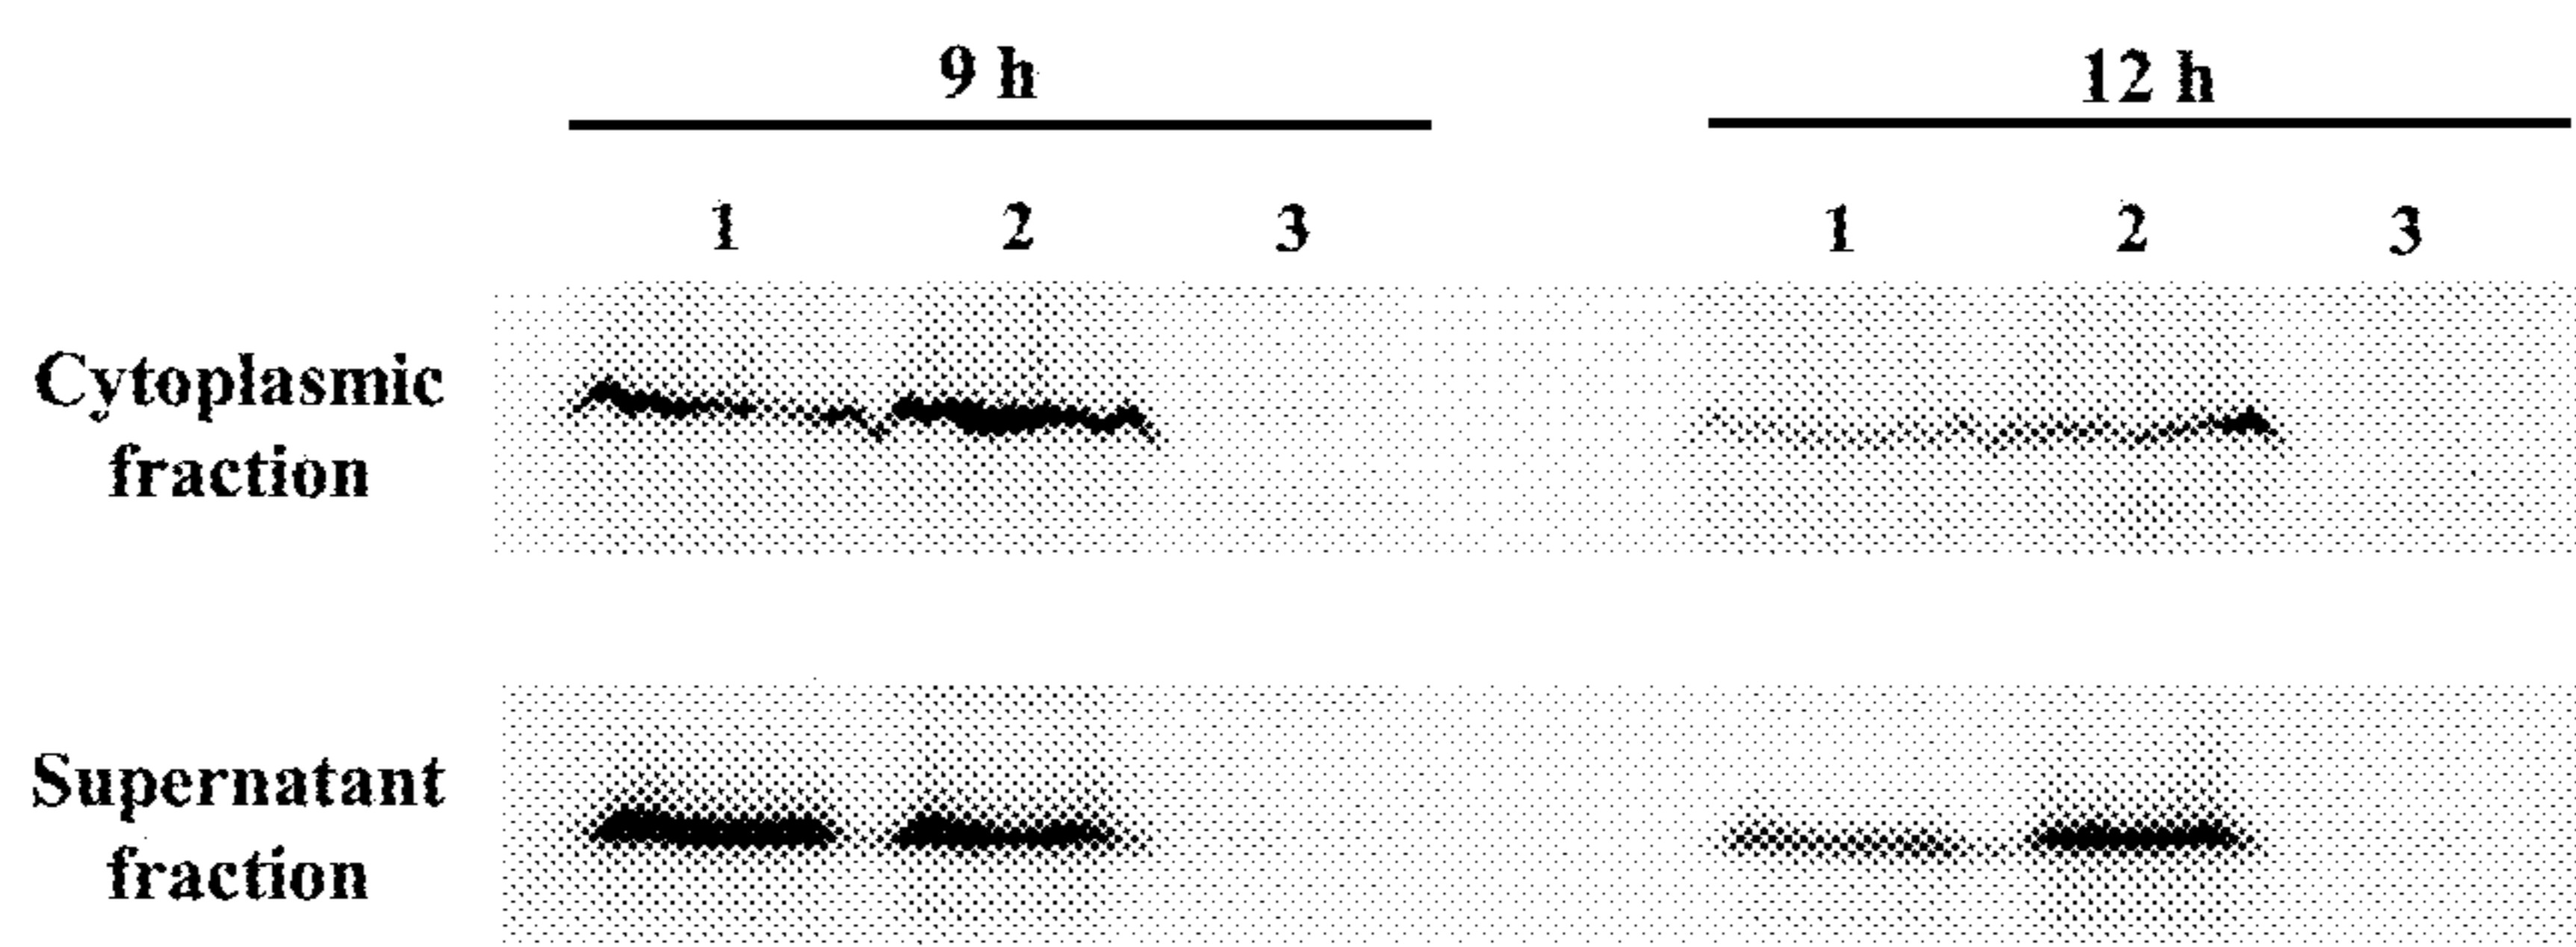 9 h 12 h
1 2 3 1 2 3
Cytoplasmic
fraction
Supernatant
fraction